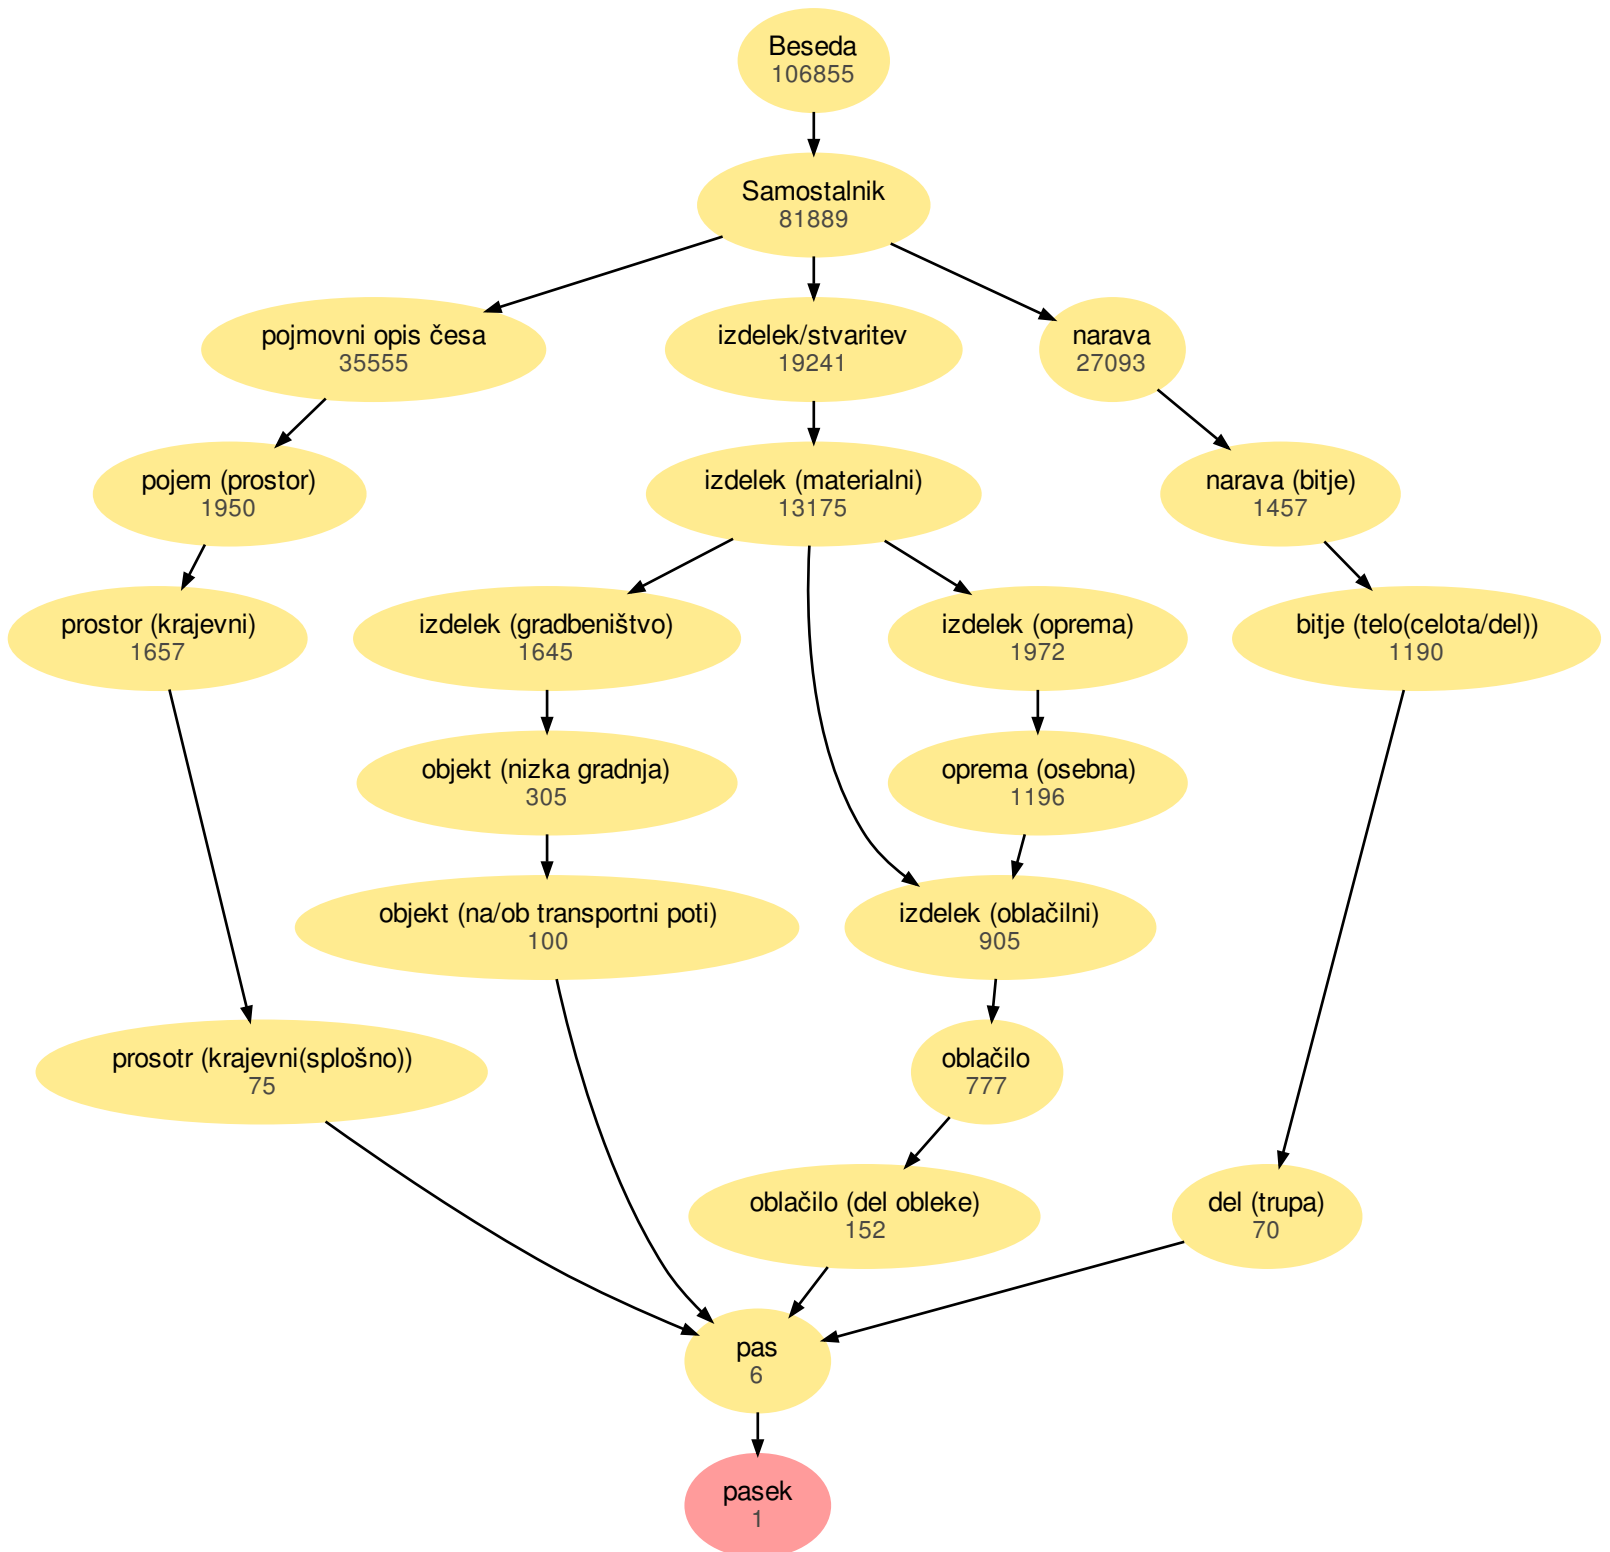 Beseda
106855
Samostalnik
81889
pojmovni opis česa
35555
izdelek/stvaritev
19241
narava
27093
pojem (prostor)
1950
izdelek (materialni)
13175
narava (bitje)
1457
prostor (krajevni)
1657
izdelek (gradbeništvo)
1645
izdelek (oprema)
1972
bitje (telo(celota/del))
1190
objekt (nizka gradnja)
305
oprema (osebna)
1196
objekt (na/ob transportni poti)
100
izdelek (oblačilni)
905
prosotr (krajevni(splošno))
75
oblačilo
777
oblačilo (del obleke)
152
del (trupa)
70
pas
6
pasek
1